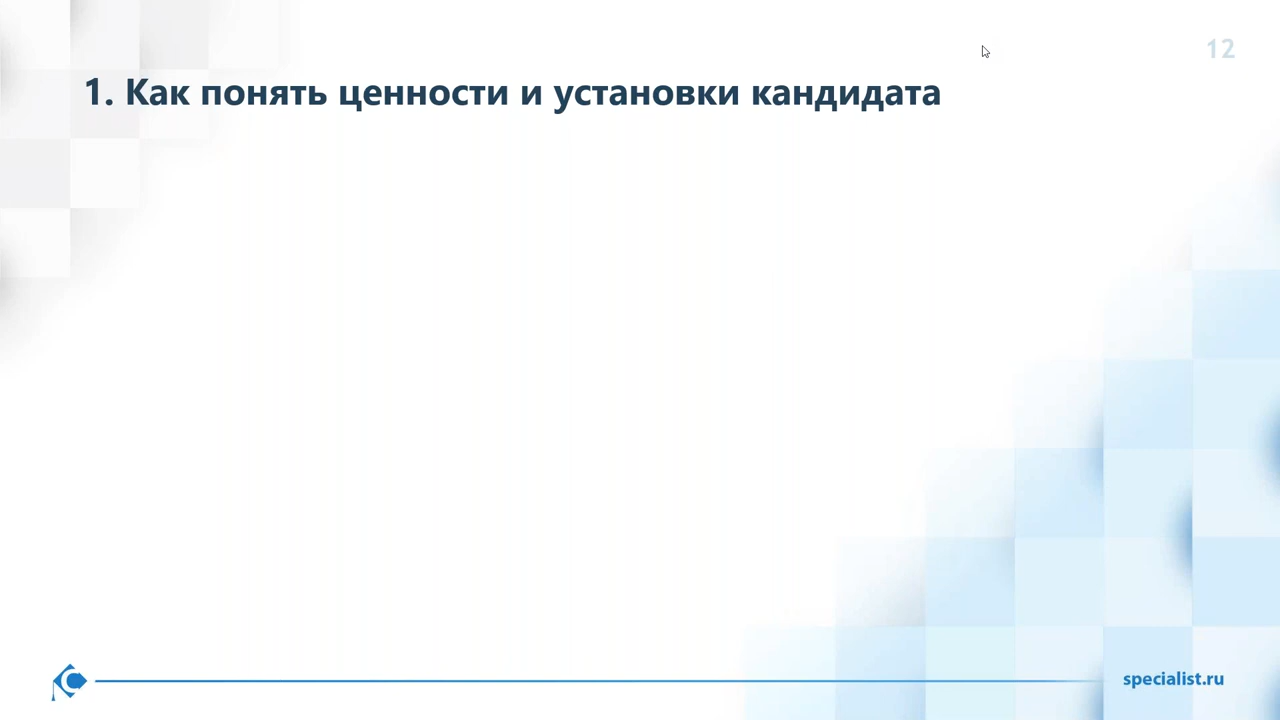 12
1. Как понять ценности и установки кандидата
specialist.ru